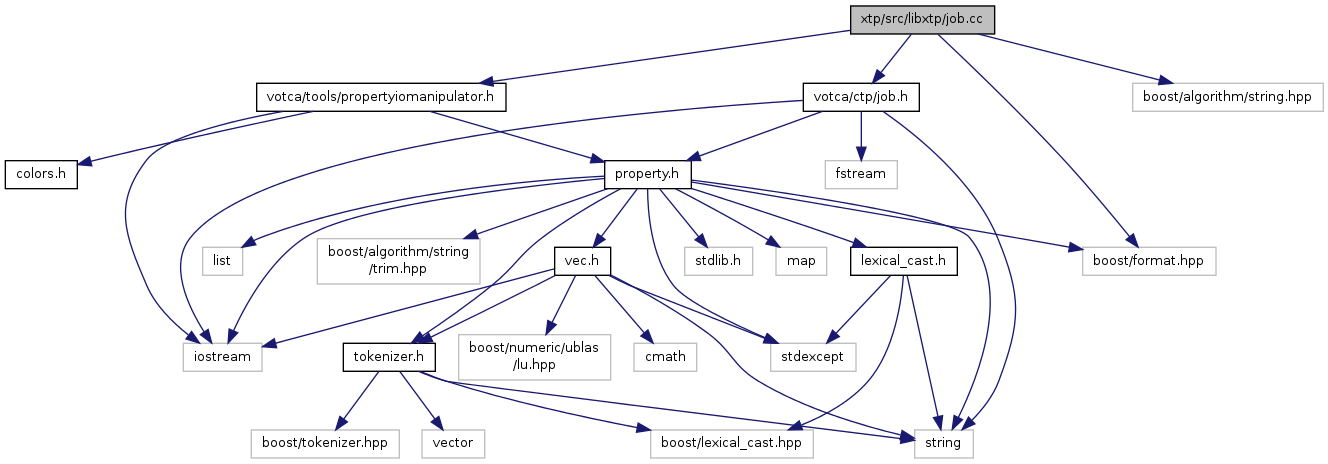 xtp/src/libxtp/job.cc
votca/tools/propertyiomanipulator.h
votca/ctp/job.h
boost/algorithm/string.hpp
colors.h
property.h
fstream
list
boost/algorithm/string
/trim.hpp
vec.h
stdlib.h
map
lexical_cast.h
boost/format.hpp
iostream
tokenizer.h
boost/numeric/ublas
/lu.hpp
cmath
stdexcept
boost/tokenizer.hpp
vector
boost/lexical_cast.hpp
string